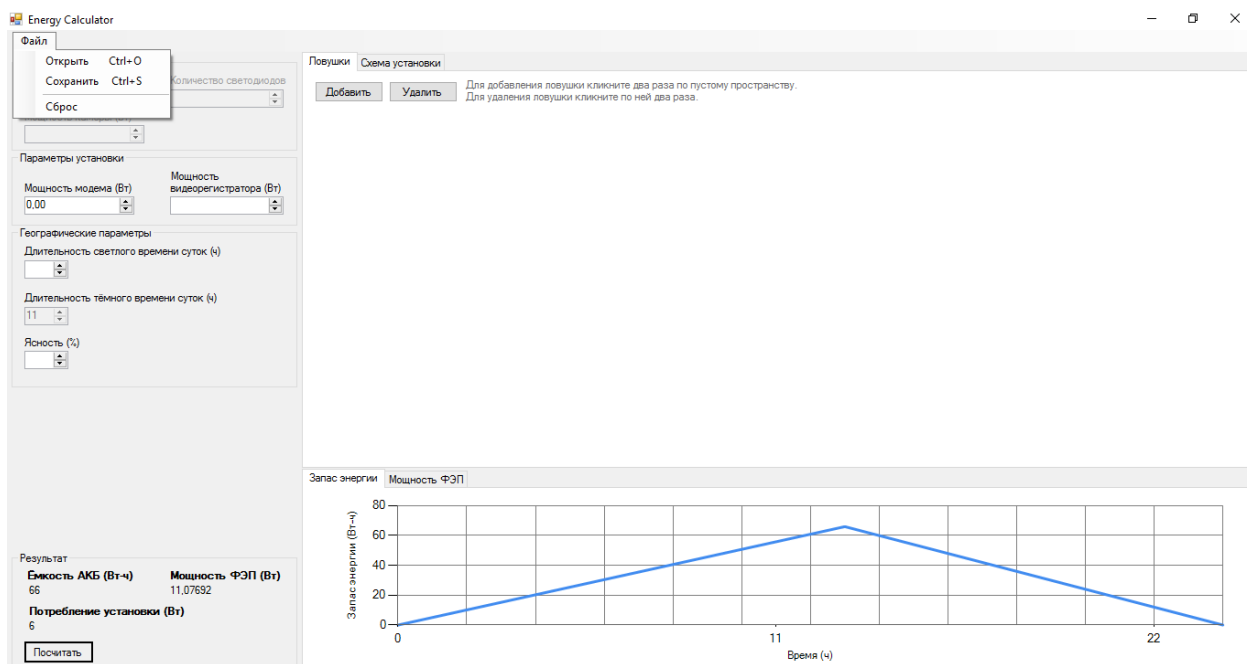 Energy Calculator
Файл
Открыть Ctrl+O
Сохранить Ctrl+S
Сброс
Количество светодиодов
Параметры установки
Мощность модема (Вт)
Мощность
видеорегистратора (Вт)
0,00
Географические параметры
Длительность светлого времени суток (ч)
Длительность тёмного времени суток (ч)
11
Ясность (%)
Результат
Емкость АКБ (Вт-ч)
Мощность ФЭП (Вт)
66
11,07692
Потребление установки (Вт)
6
Посчитать
Ловушки
Схема установки
Добавить
Удалить
Для добавления ловушки кликните два раза по пустому пространству.
Для удаления ловушки кликните по ней два раза.
Запас энергии
Мощность ФЭП
Запас энергии (Вт-ч)
80
60
40
20
0
0
11
22
Время (ч)